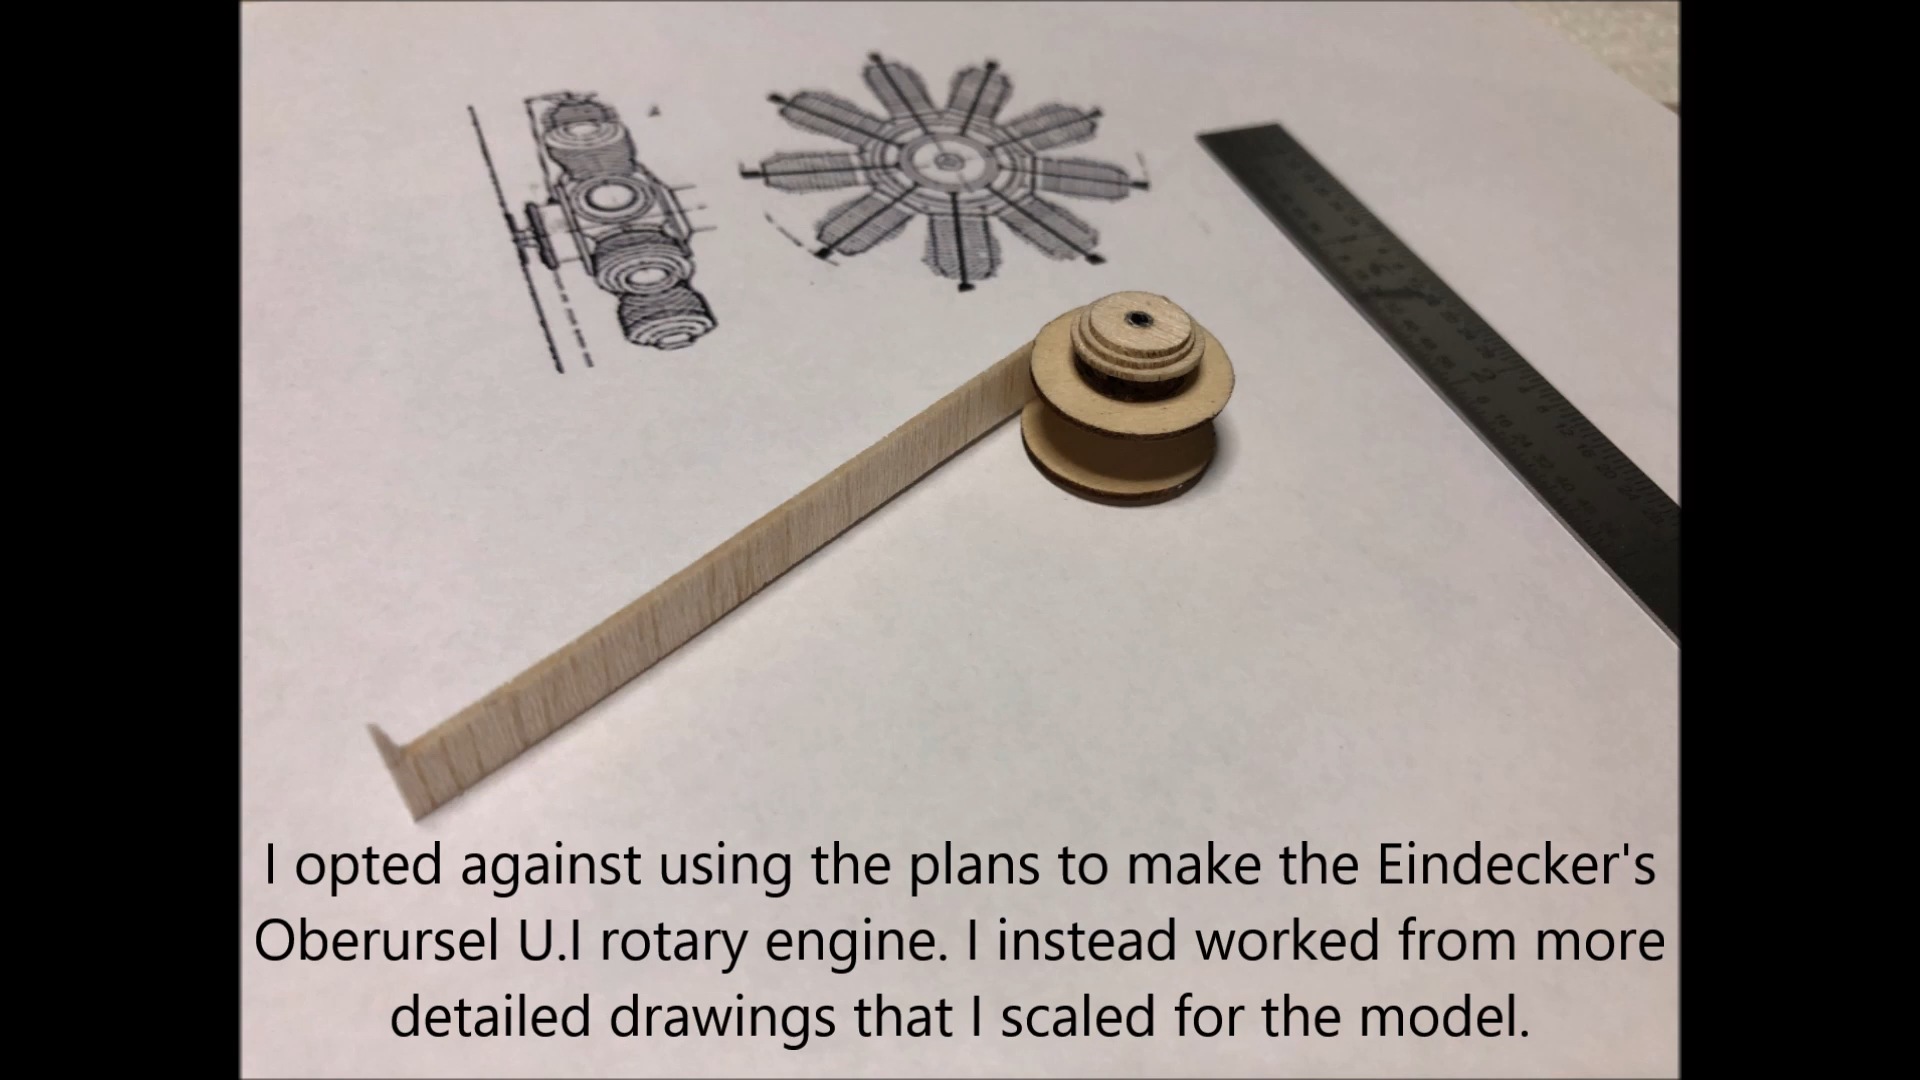 I opted against using the plans to make the Eindecker's
Oberursel U.I rotary engine. I instead worked from more
detailed drawings that I scaled for the model.